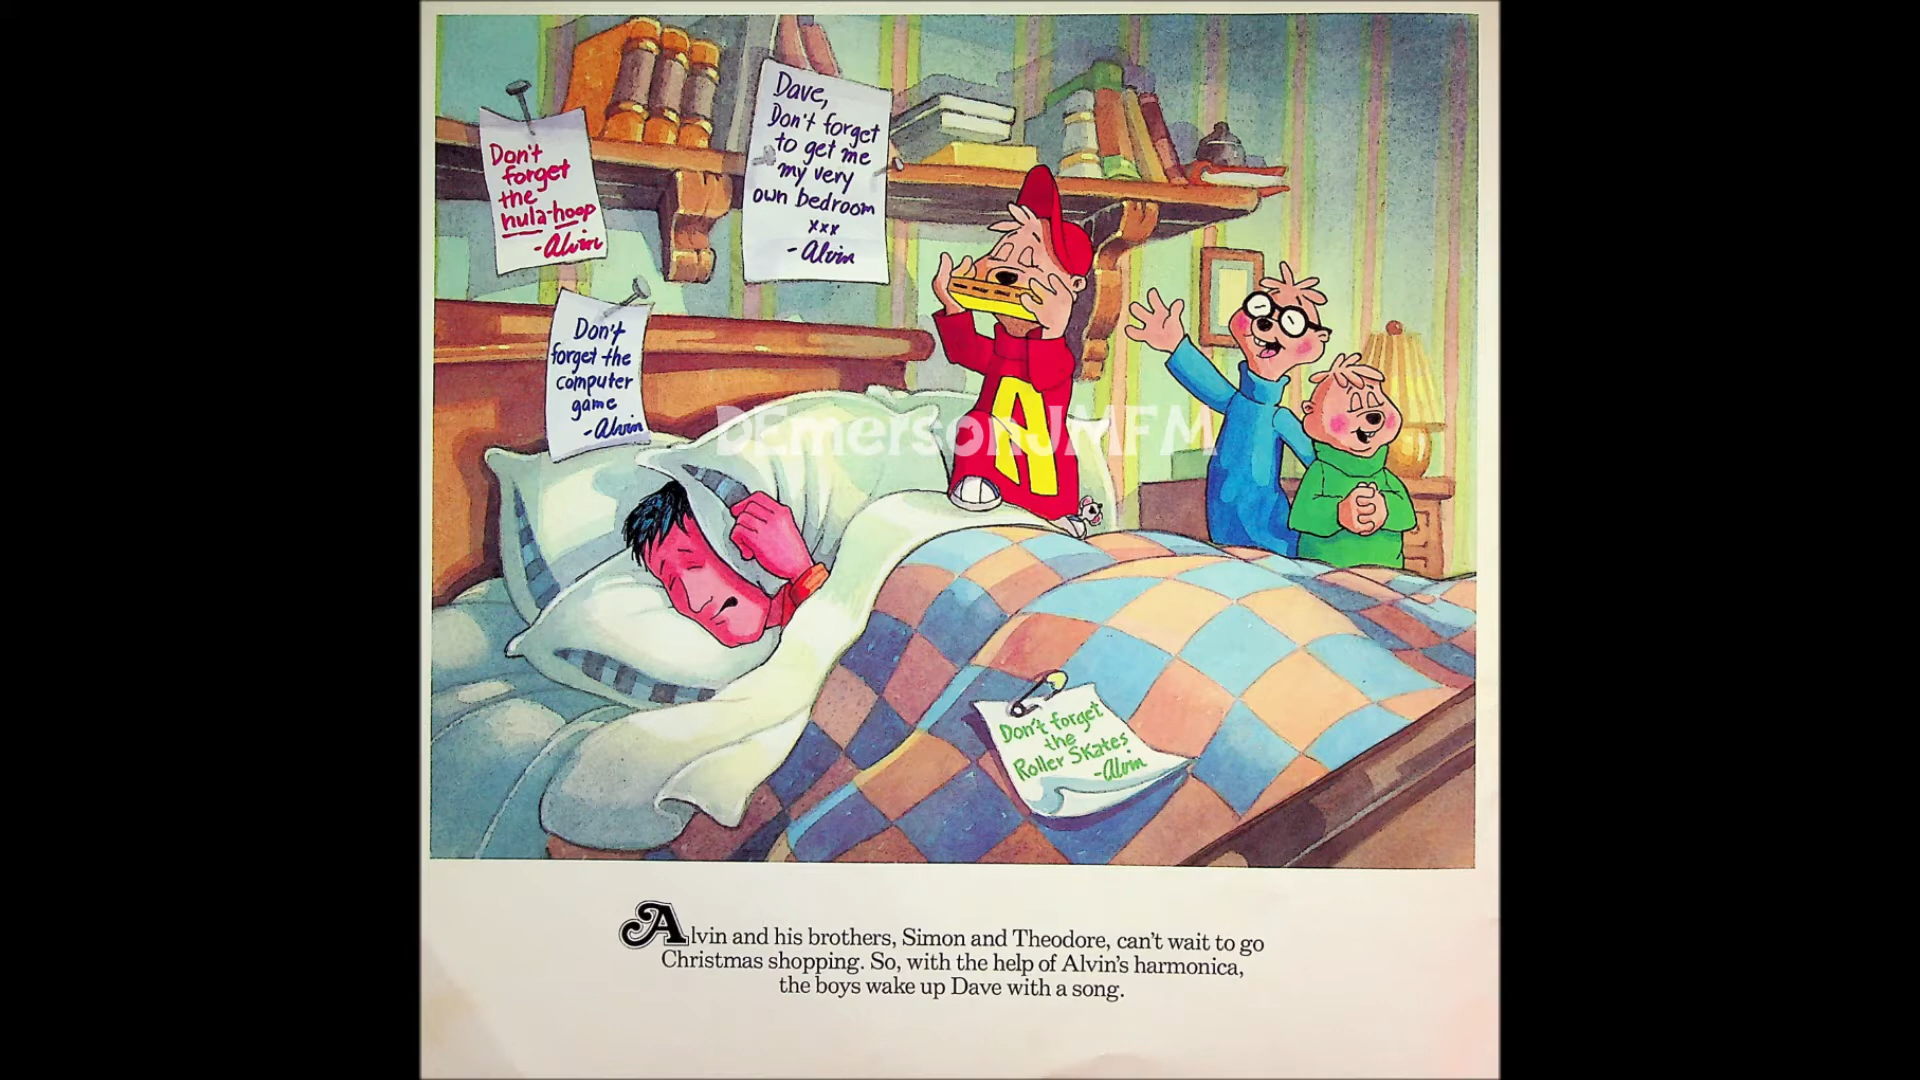 Don't
forget
the
hula-hoop
-Alvin
Dave,
Don't forget
to get me
my very
own bedroom
xxx
-Alvin
Don't
forget the
computer
game
-Alvin
A
DEmersonJMFM
Don't forget
the
Roller Skates
-Alvin
Alvin and his brothers, Simon and Theodore, can't wait to go
Christmas shopping. So, with the help of Alvin's harmonica,
the boys wake up Dave with a song.